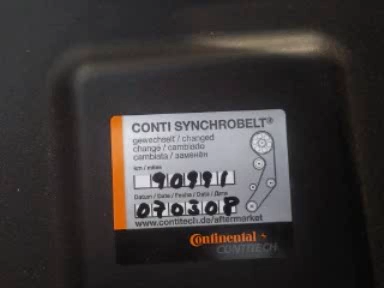 CONTI SYNCHROBELT®
gewechselt / changed
change / cambiado
cambiata / заменён
km / miles
90991
Datum / Date / Fecha / Data / Дата
070308
www.contitech.de/aftermarket
Continental
CONTITECH